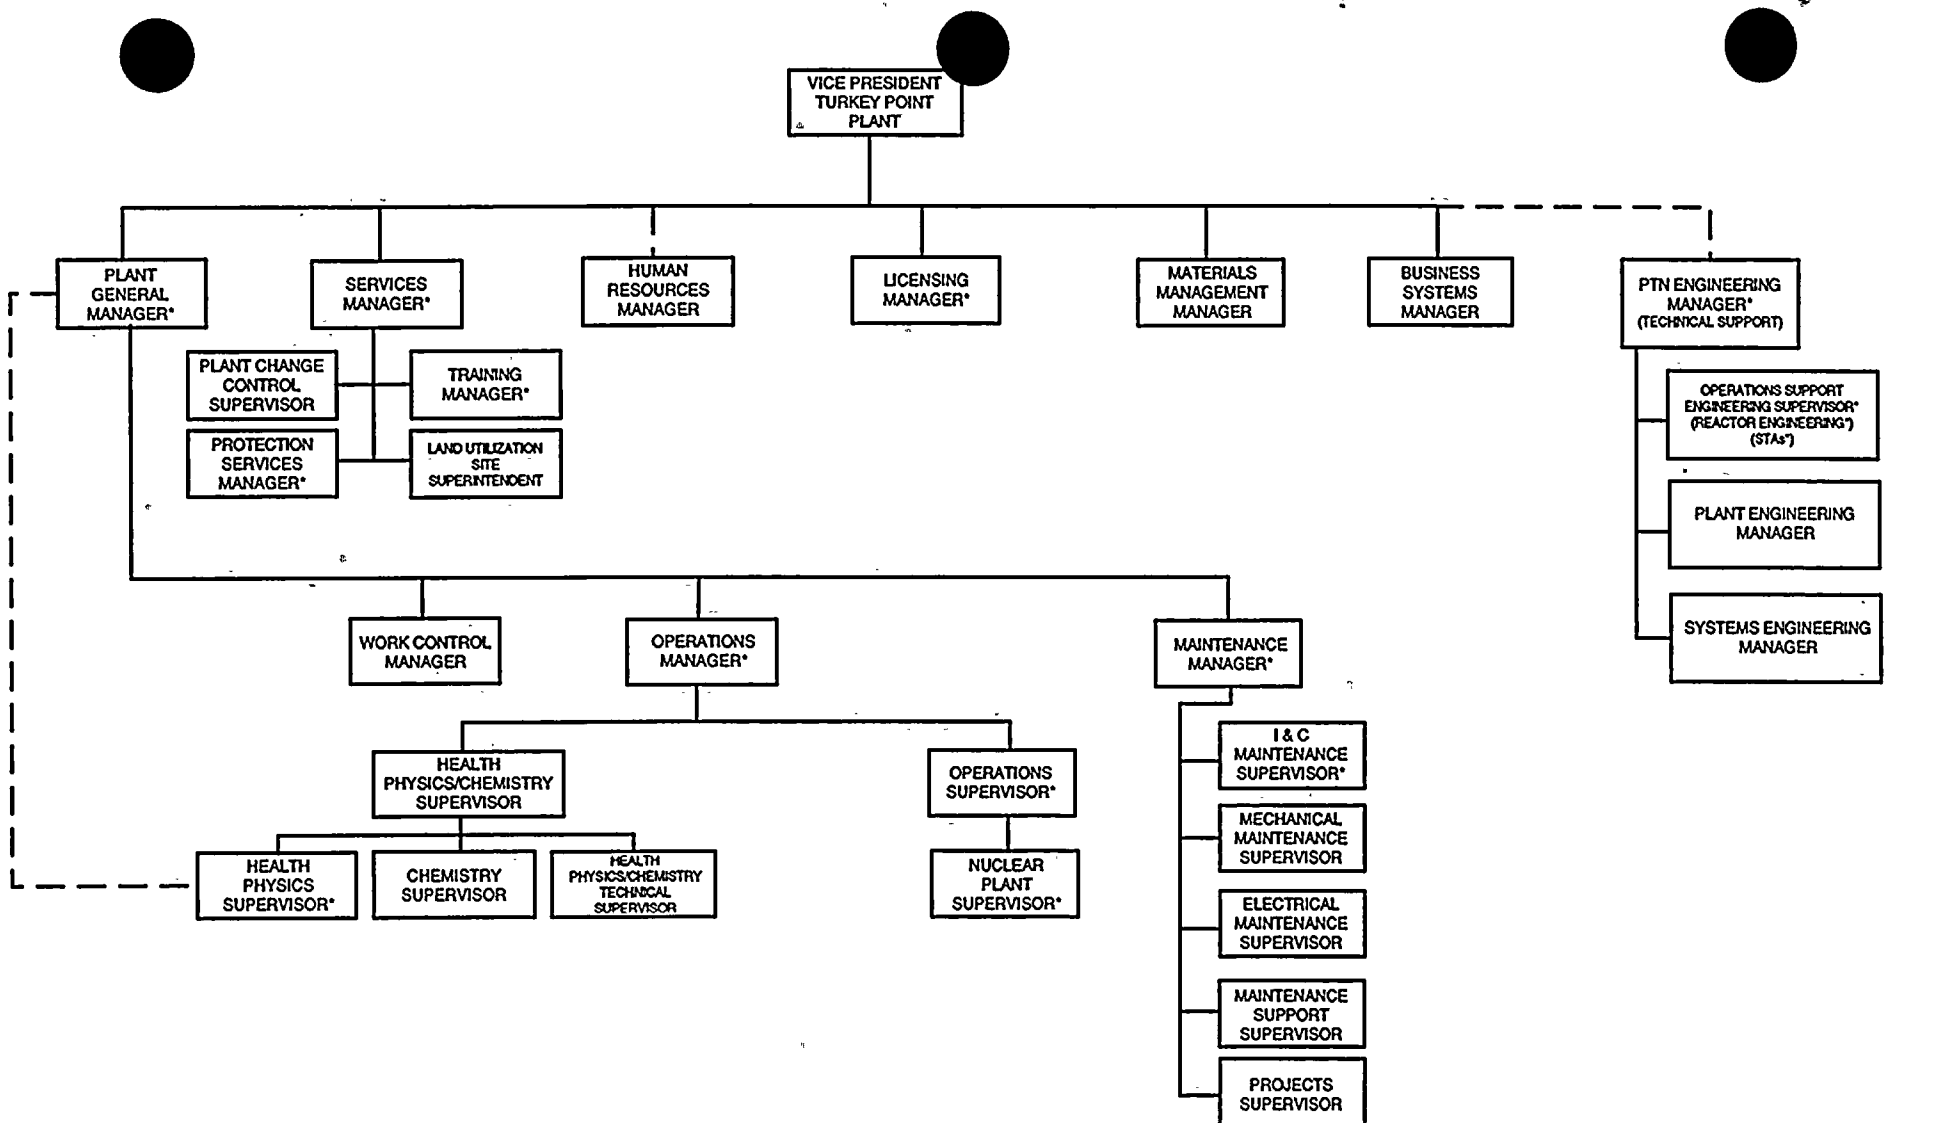 VICE PRESIDENT
TURKEY POINT
PLANT
PLANT
GENERAL
MANAGER*
SERVICES
MANAGER*
HUMAN
RESOURCES
MANAGER
LICENSING
MANAGER*
MATERIALS
MANAGEMENT
MANAGER
BUSINESS
SYSTEMS
MANAGER
PTN ENGINEERING
MANAGER*
(TECHNICAL SUPPORT)
PLANT CHANGE
CONTROL
SUPERVISOR
TRAINING
MANAGER*
PROTECTION
SERVICES
MANAGER*
LAND UTILIZATION
SITE
SUPERINTENDENT
OPERATIONS SUPPORT
ENGINEERING SUPERVISOR*
(REACTOR ENGINEERING*)
(STAs*)
PLANT ENGINEERING
MANAGER
SYSTEMS ENGINEERING
MANAGER
WORK CONTROL
MANAGER
OPERATIONS
MANAGER*
MAINTENANCE
MANAGER*
HEALTH
PHYSICS/CHEMISTRY
SUPERVISOR
OPERATIONS
SUPERVISOR*
HEALTH
PHYSICS
SUPERVISOR*
CHEMISTRY
SUPERVISOR
HEALTH
PHYSICS/CHEMISTRY
TECHNICAL
SUPERVISOR
NUCLEAR
PLANT
SUPERVISOR*
I & C
MAINTENANCE
SUPERVISOR*
MECHANICAL
MAINTENANCE
SUPERVISOR
ELECTRICAL
MAINTENANCE
SUPERVISOR
MAINTENANCE
SUPPORT
SUPERVISOR
PROJECTS
SUPERVISOR